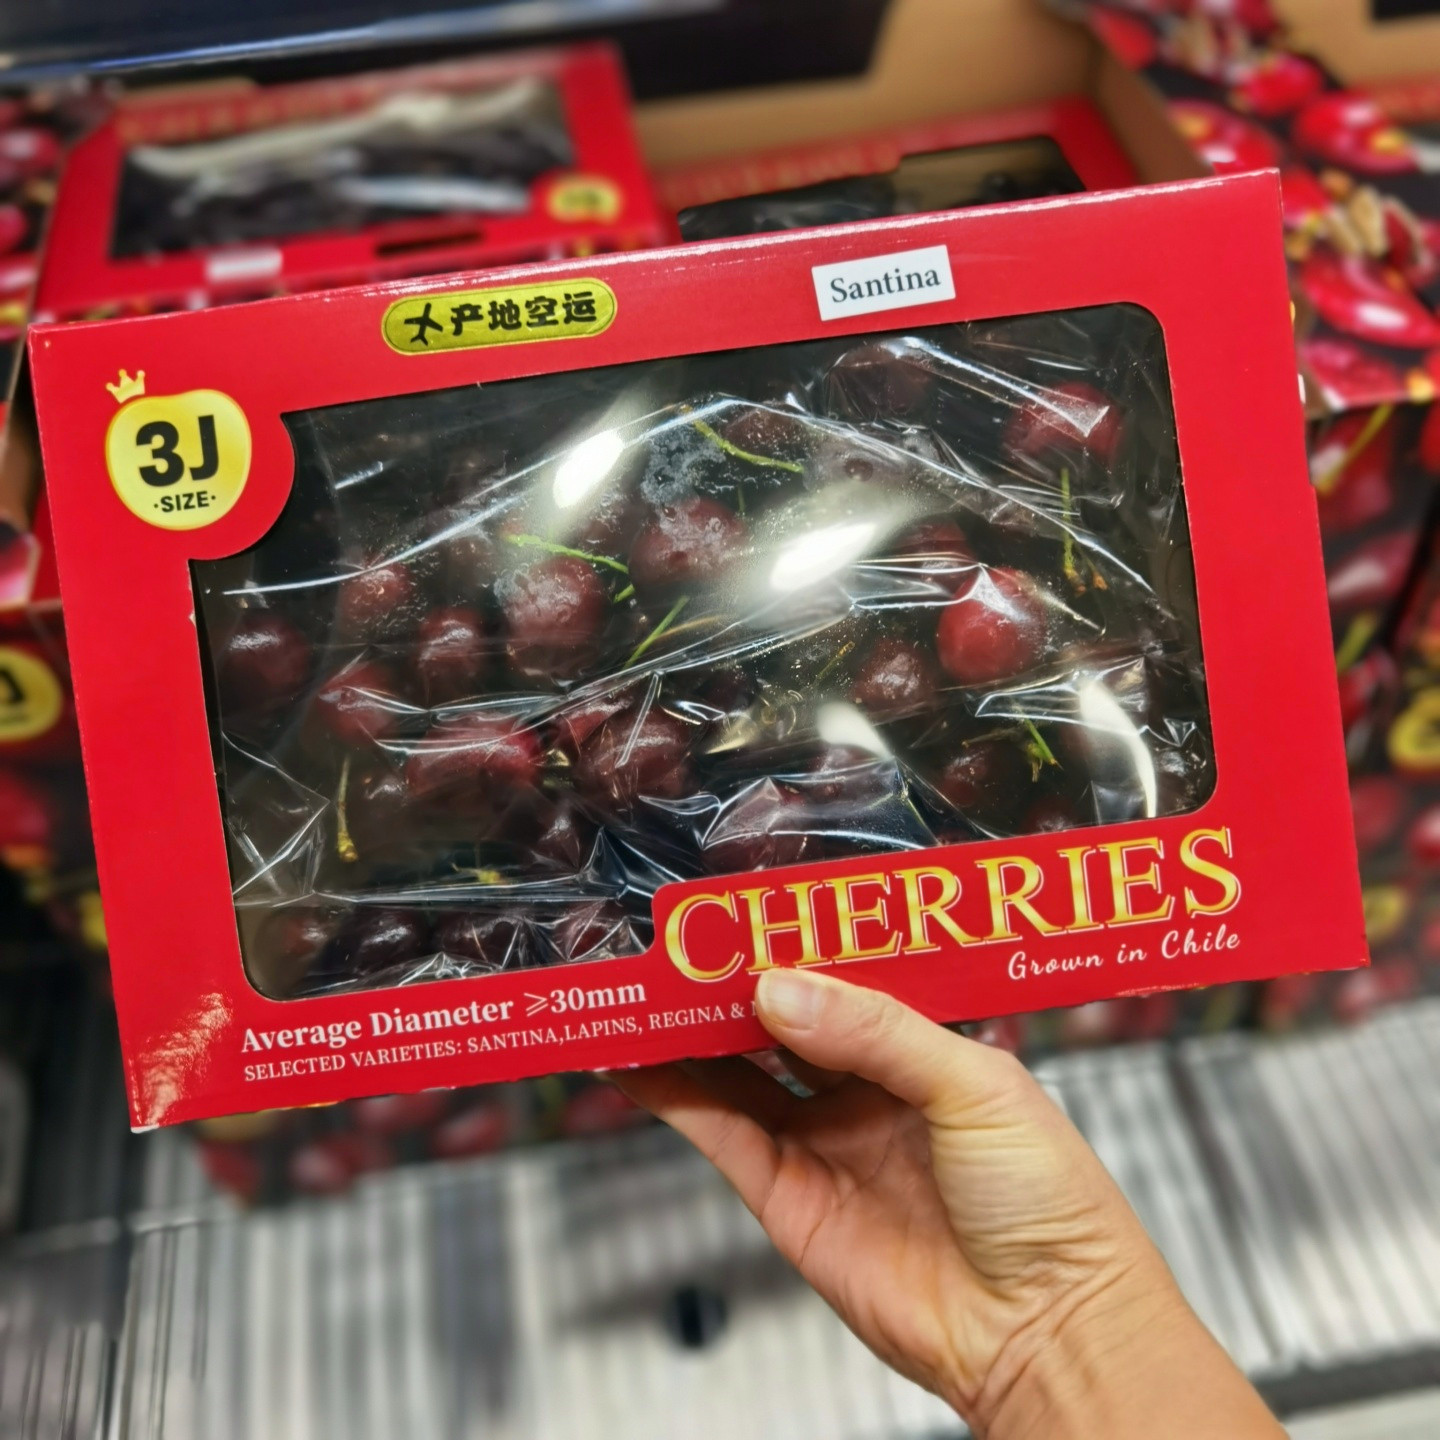 产地空运
Santina
3J
·SIZE·
CHERRIES
Grown in Chile
Average Diameter ⩾30mm
SELECTED VARIETIES: SANTINA,LAPINS, REGINA &